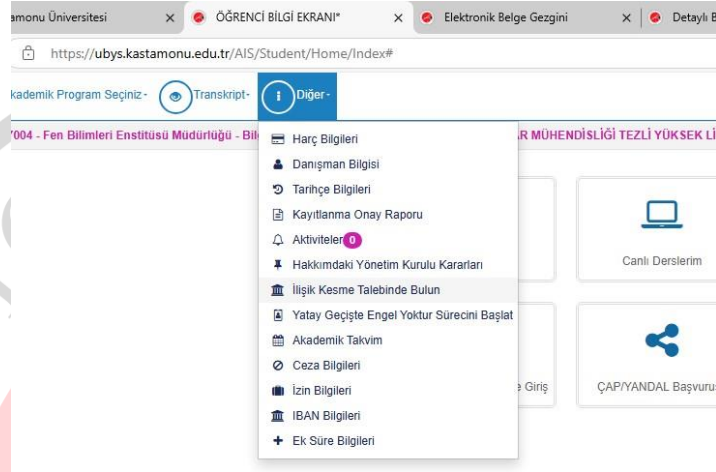 amonu Üniversitesi
ÖĞRENCİ BİLGİ EKRANI*
Elektronik Belge Gezgini
Detaylı B
https://ubys.kastamonu.edu.tr/AIS/Student/Home/Index#
kademik Program Seçiniz
Transkript
Diğer
7004 - Fen Bilimleri Enstitüsü Müdürlüğü - Bil
AR MÜHENDİSLİĞİ TEZLİ YÜKSEK Lİ
Harç Bilgileri
Danışman Bilgisi
Tarihçe Bilgileri
Kayıtlanma Onay Raporu
Aktiviteler 0
Hakkımdaki Yönetim Kurulu Kararları
İlişik Kesme Talebinde Bulun
Yatay Geçişte Engel Yoktur Sürecini Başlat
Akademik Takvim
Ceza Bilgileri
İzin Bilgileri
IBAN Bilgileri
Ek Süre Bilgileri
Canlı Derslerim
e Giriş
ÇAP/YANDAL Başvuru